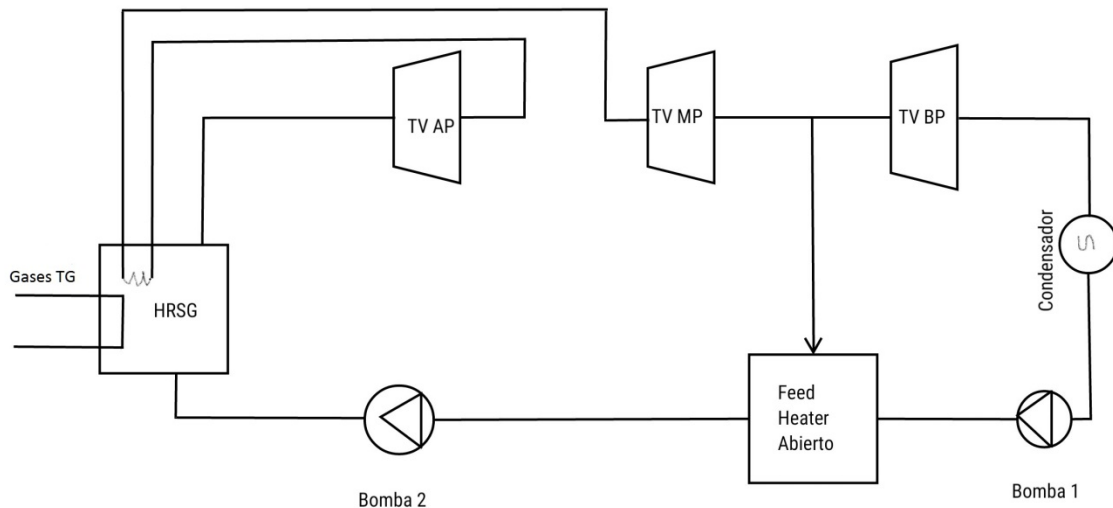 TV AP
TV MP
TV BP
Gases TG
HRSG
Condensador
Feed
Heater
Abierto
Bomba 2
Bomba 1